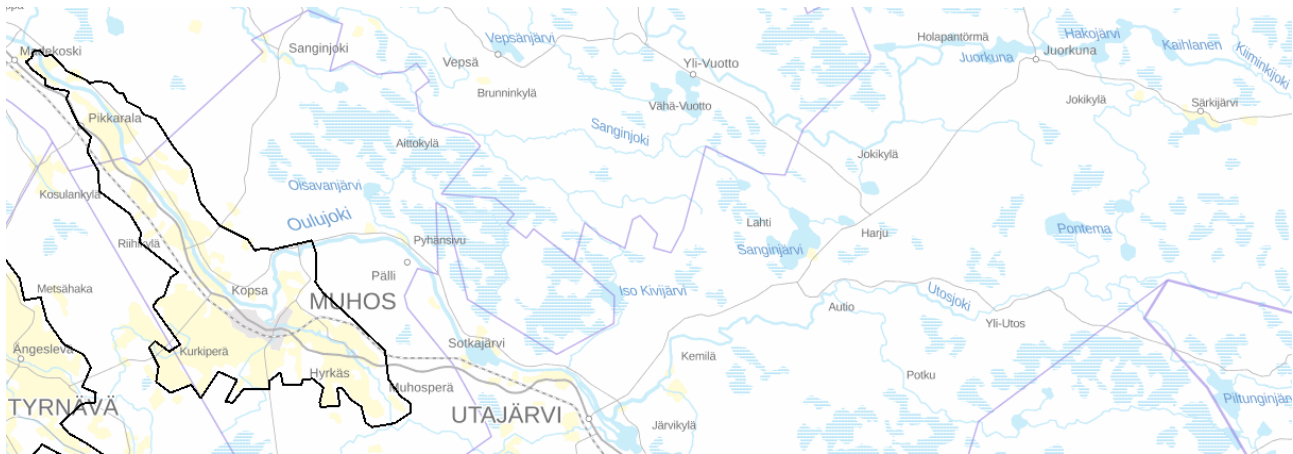 Madekoski
Sanginjoki
Vepsänjärvi
Vepsä
Brunninkylä
Yli-Vuotto
Vähä-Vuotto
Holapantörmä
Juorkuna
Juorkuna
Hakojärvi
Kaihlanen
Kiiminkijoki
Jokikylä
Särkijärvi
Pikkarala
Aittokylä
Sanginjoki
Jokikylä
Kosulankylä
Oisavanjärvi
Oulujoki
Riihikylä
Pyhänsivu
Lahti
Sanginjärvi
Harju
Pontema
Pälli
Metsähaka
Kopsa
MUHOS
Iso Kivijärvi
Utosjoki
Autio
Yli-Utos
Ängeslevä
Kurkiperä
Sotkajärvi
Kemilä
Hyrkäs
Muhosperä
Potku
Piltunginjärvi
TYRNÄVÄ
UTAJÄRVI
Järvikylä